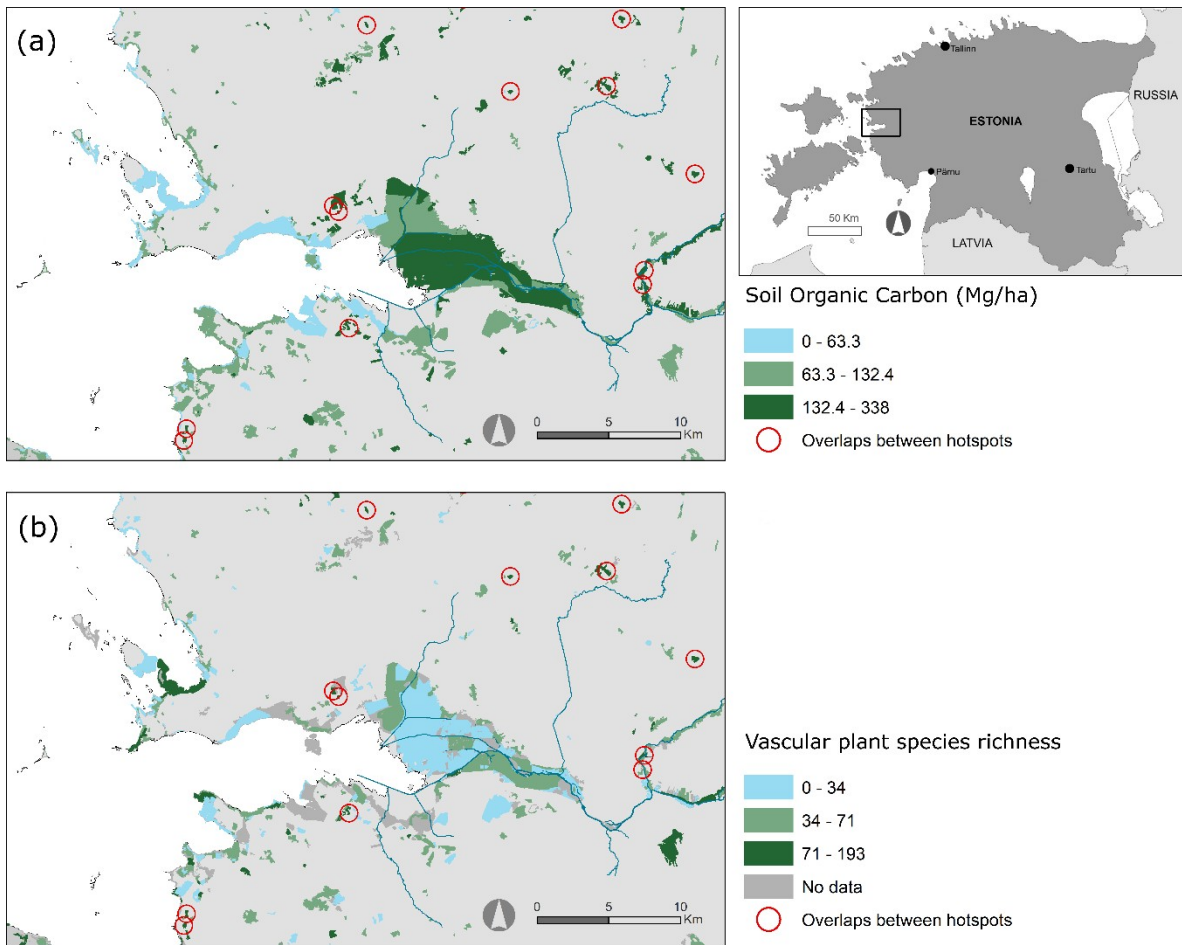 (a)
0 5 10
Km
Tallinn
RUSSIA
ESTONIA
Pärnu
Tartu
50 Km
LATVIA
Soil Organic Carbon (Mg/ha)
0 - 63.3
63.3 - 132.4
132.4 - 338
Overlaps between hotspots
(b)
0 5 10
Km
Vascular plant species richness
0 - 34
34 - 71
71 - 193
No data
Overlaps between hotspots